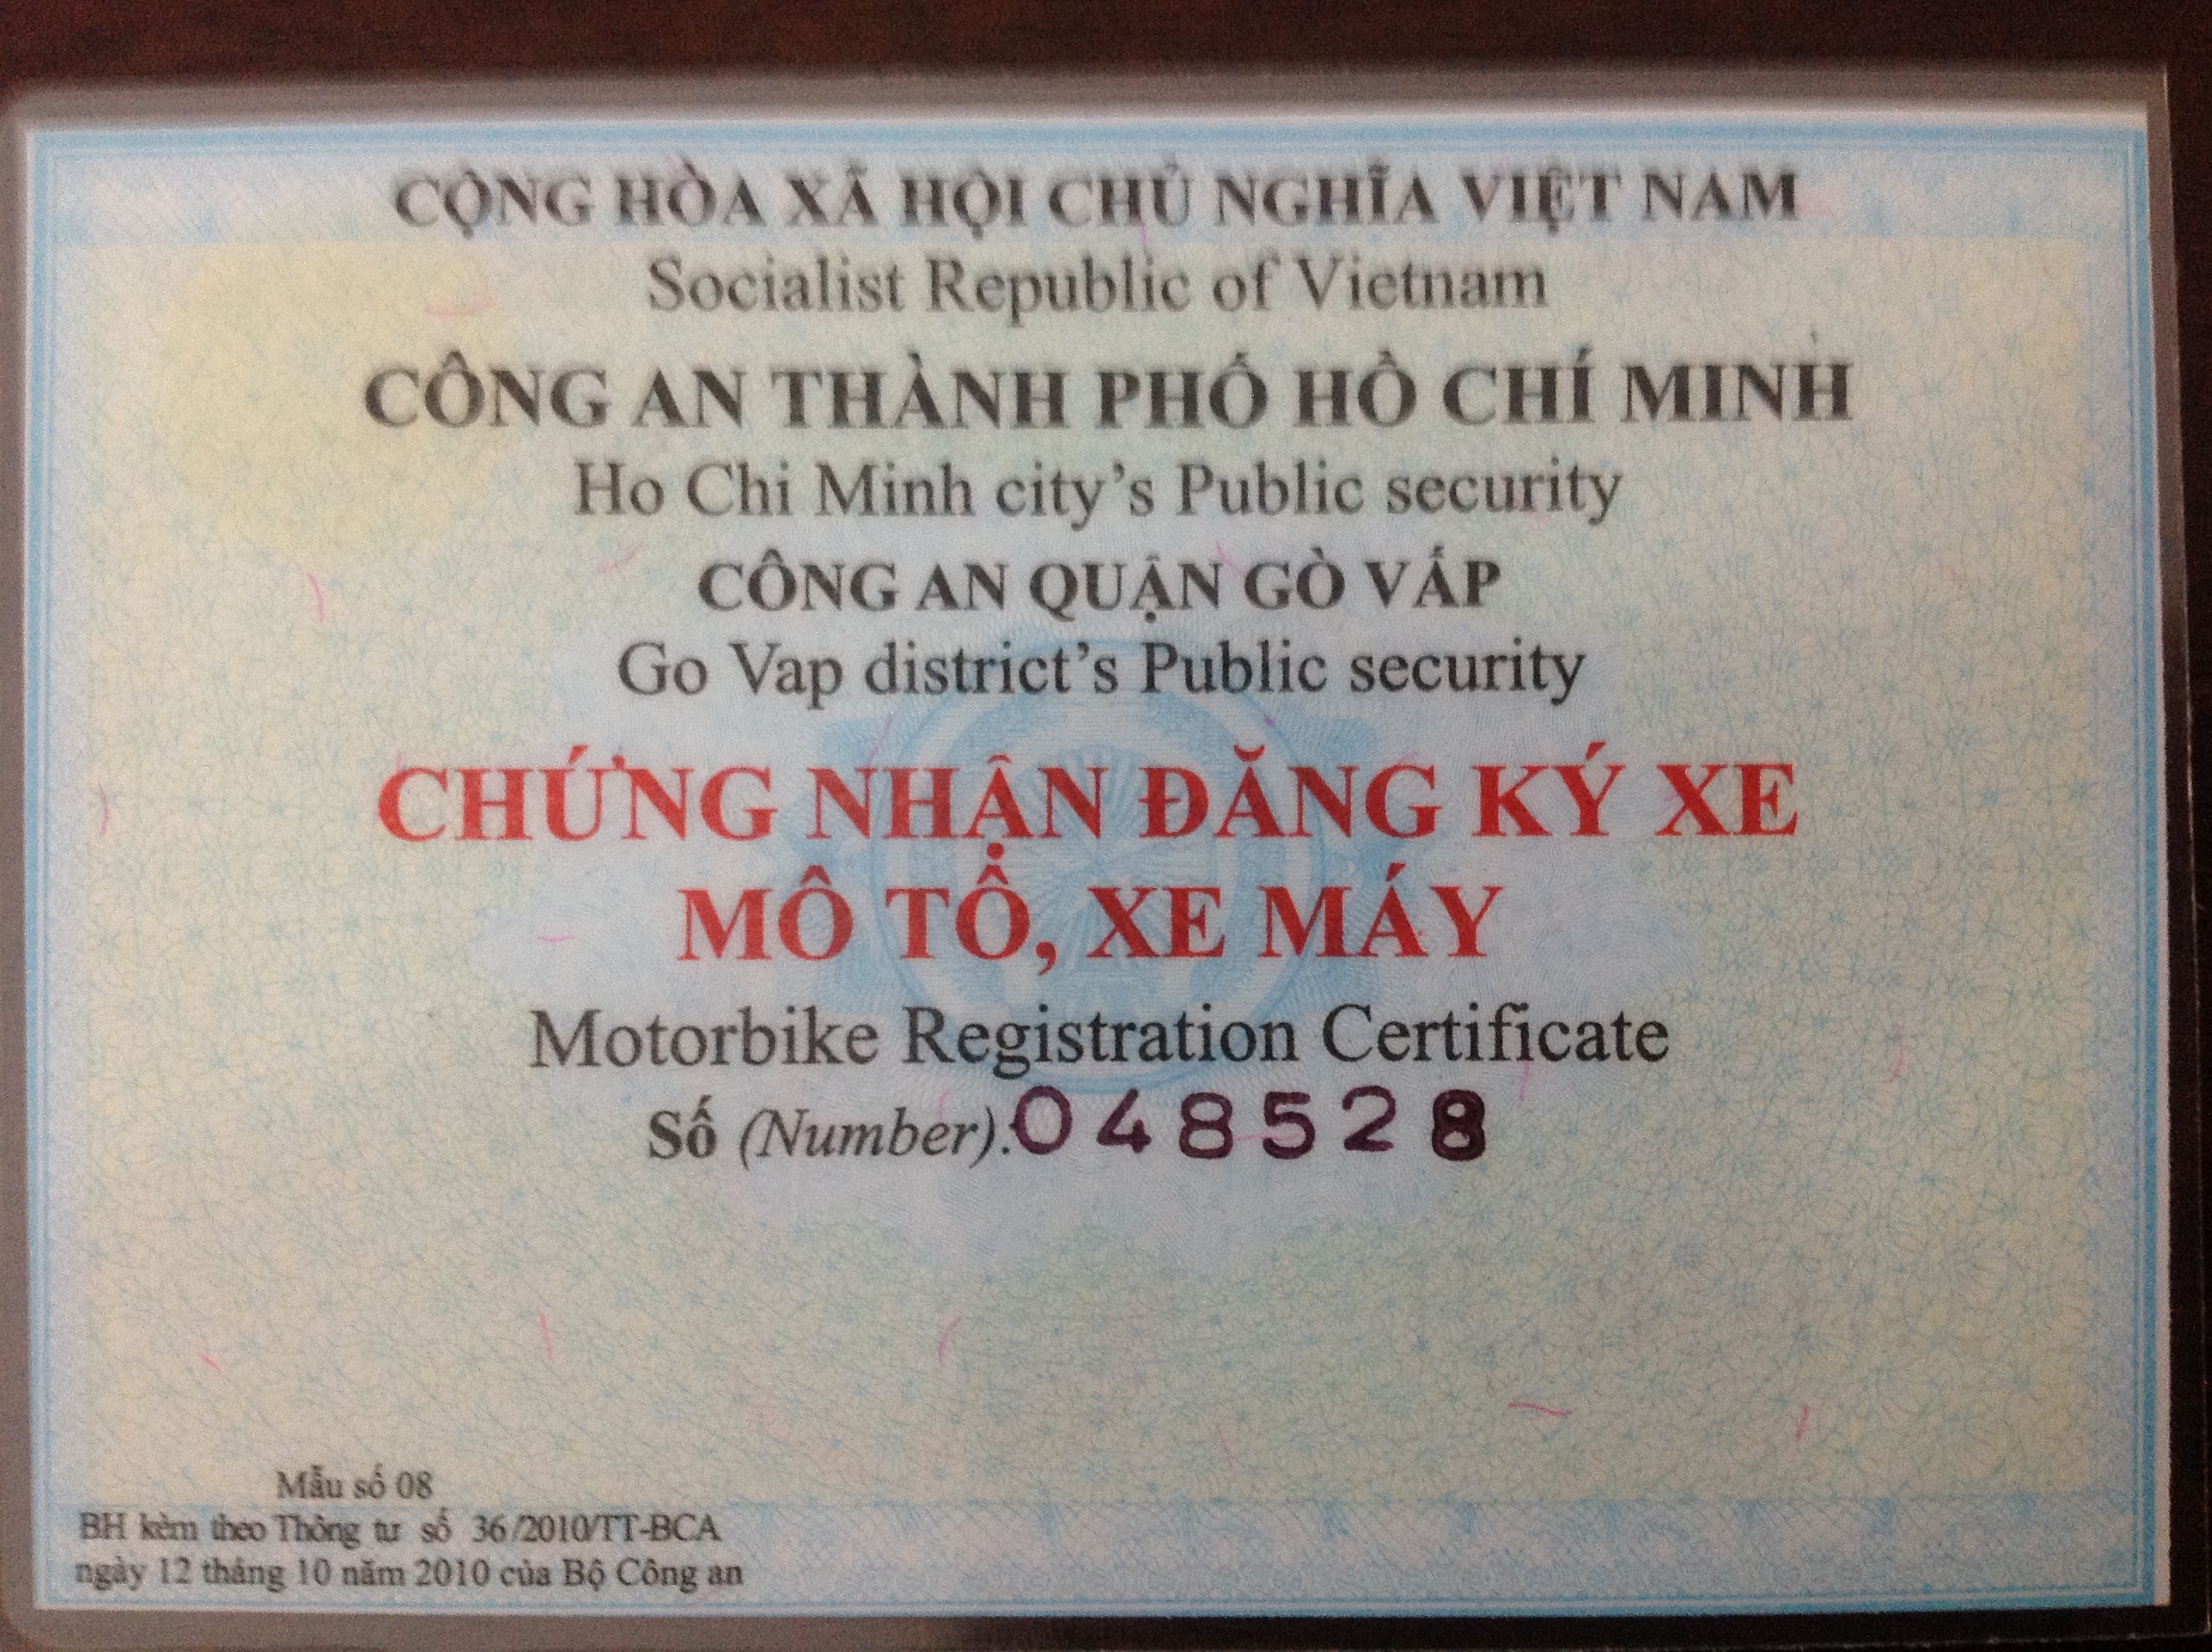 CỘNG HÒA XÃ HỘI CHỦ NGHĨA VIỆT NAM
Socialist Republic of Vietnam
CÔNG AN THÀNH PHỐ HỒ CHÍ MINH
Ho Chi Minh city’s Public security
CÔNG AN QUẬN GÒ VẤP
Go Vap district’s Public security
CHỨNG NHẬN ĐĂNG KÝ XE
MÔ TÔ, XE MÁY
Motorbike Registration Certificate
Số (Number):048528
Mẫu số 08
BH kèm theo Thông tư số 36/2010/TT-BCA
ngày 12 tháng 10 năm 2010 của Bộ Công an